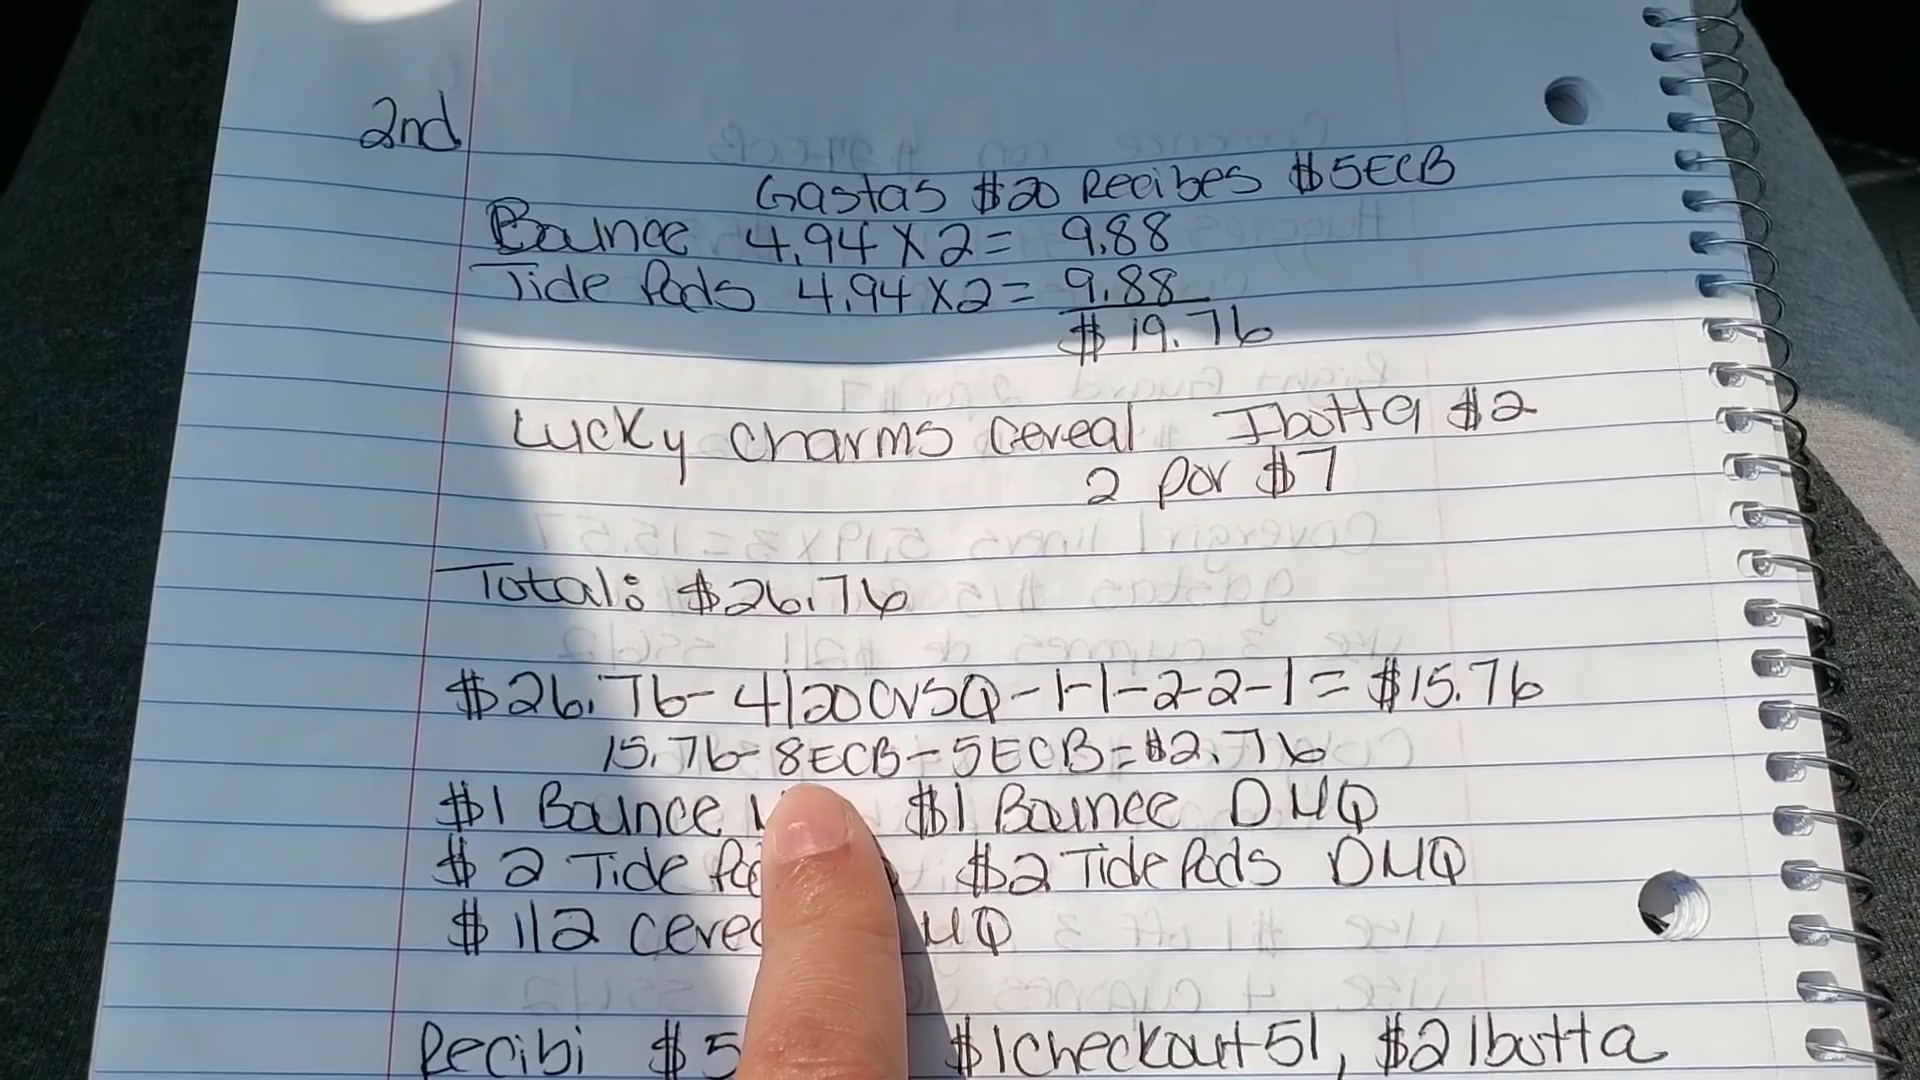 2nd
Gastas $20 Recibes $5ECB
Bounce 4.94 X 2 = 9.88
Tide Pods 4.94 X 2 = 9.88
$ 19.76
Lucky Charms Cereal Ibotta $2
2 por $7
Total: $26.76
$26.76 - 4|20 CVSQ - 1-1-2-2-1 = $15.76
15.76 - 8ECB - 5ECB = $2.76
$1 Bounce $1 Bounce DMQ
$2 Tide $2 Tide Pods DMQ
$1|2
Recibi $5 $1 checkout 51, $2 Ibotta